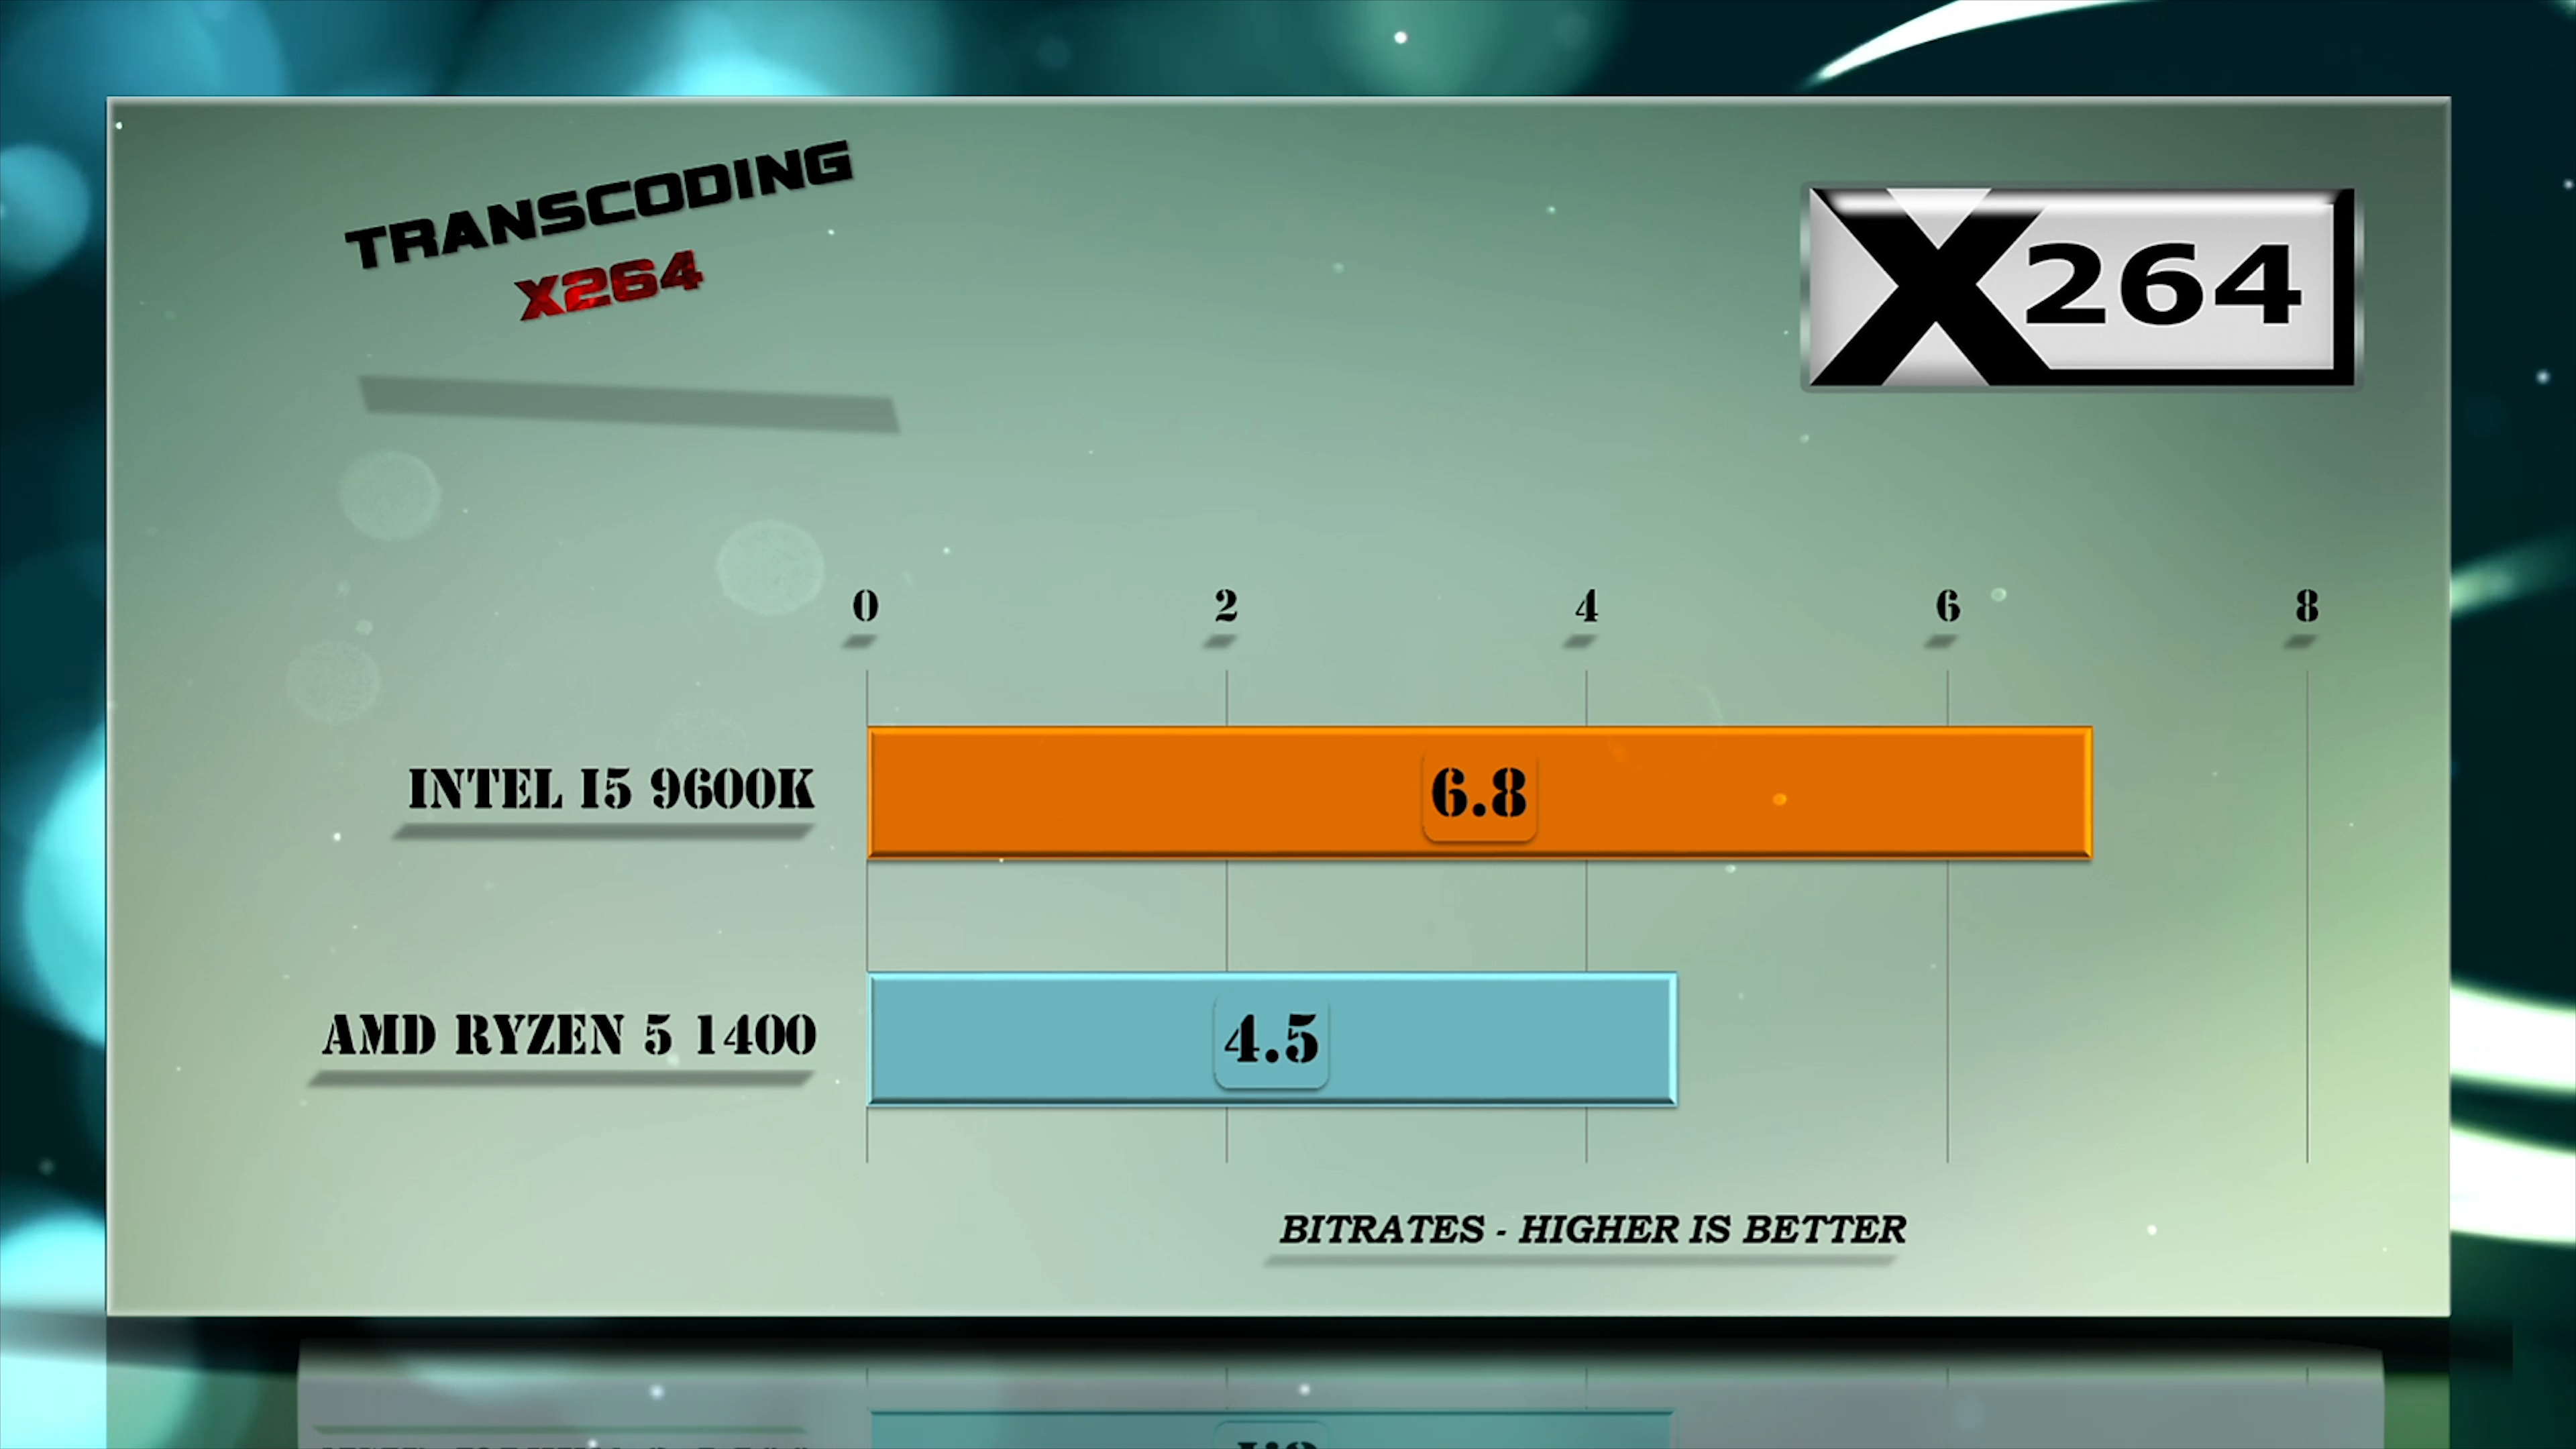 TRANSCODING
X264
X264
0 2 4 6 8
INTEL I5 9600K
6.8
AMD RYZEN 5 1400
4.5
BITRATES - HIGHER IS BETTER